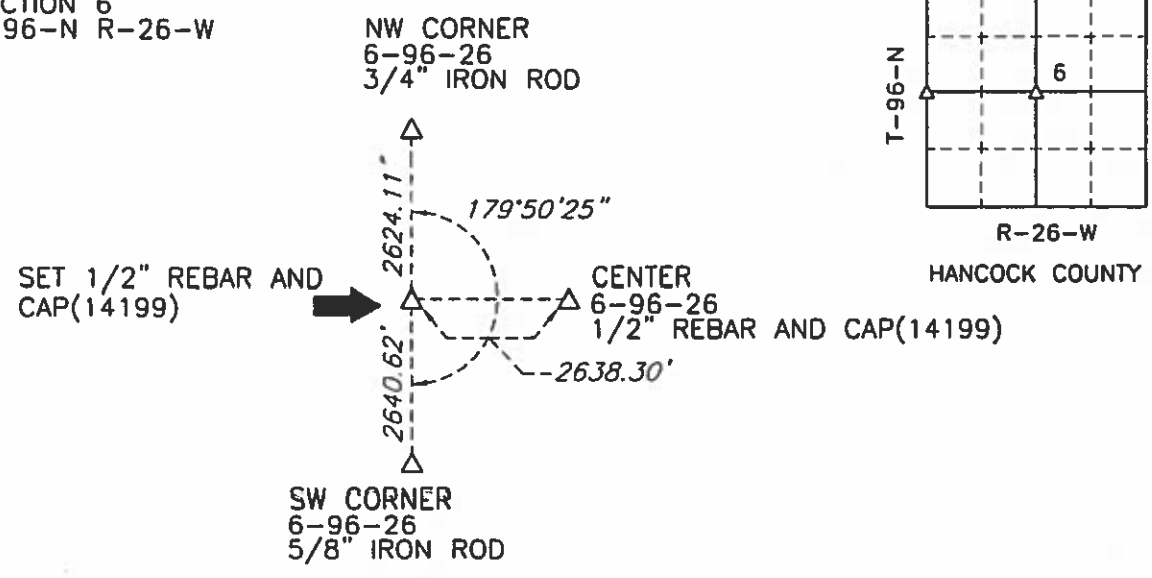 CTION 6
96-N R-26-W
NW CORNER
6-96-26
3/4" IRON ROD
2624.11'
179°50'25"
SET 1/2" REBAR AND
CAP(14199)
CENTER
6-96-26
1/2" REBAR AND CAP(14199)
2640.62'
2638.30'
SW CORNER
6-96-26
5/8" IRON ROD
T-96-N
6
R-26-W
HANCOCK COUNTY